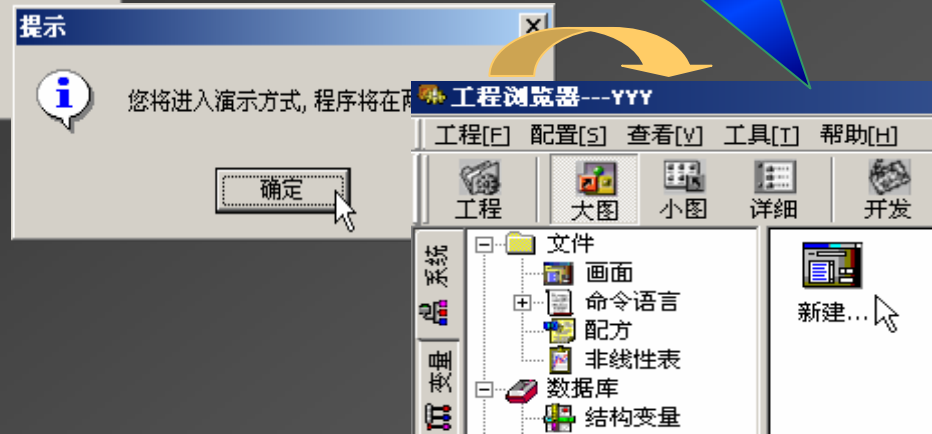 提示
您将进入演示方式, 程序将在两
确定
工程浏览器---YYY
工程[F] 配置[S] 查看[V] 工具[T] 帮助[H]
工程 大图 小图 详细 开发
系统
变量
文件
画面
命令语言
配方
非线性表
数据库
结构变量
新建...